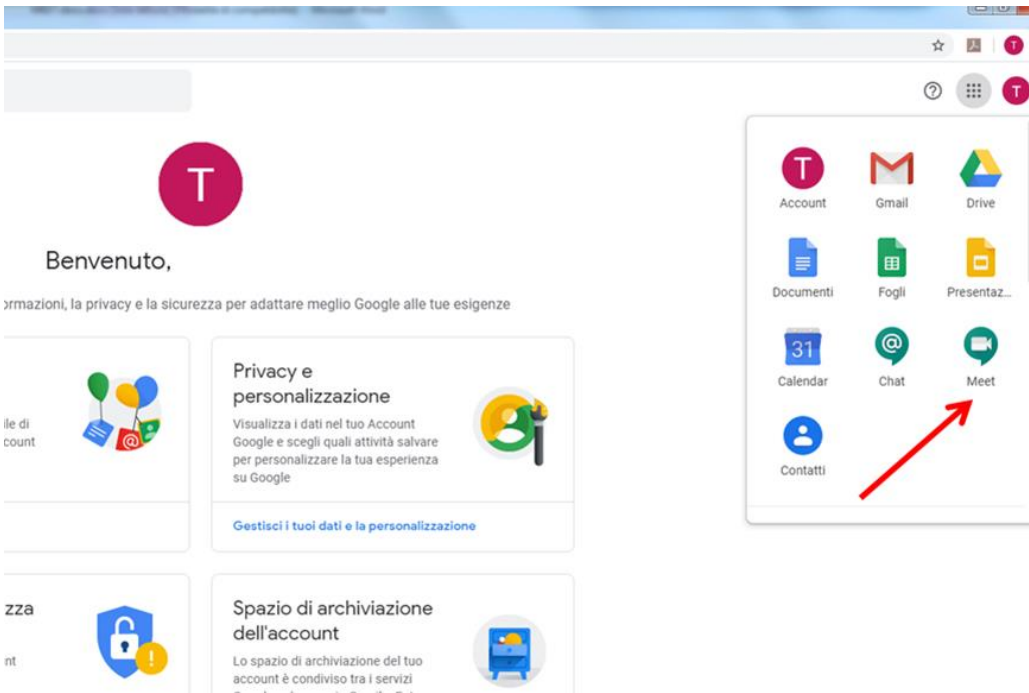 T
T
T
Benvenuto,
ormazioni, la privacy e la sicurezza per adattare meglio Google alle tue esigenze
Account
Gmail
Drive
Documenti
Fogli
Presentaz...
31
Calendar
Chat
Meet
Contatti
T
ile di
ccount
Privacy e
personalizzazione
Visualizza i dati nel tuo Account
Google e scegli quali attività salvare
per personalizzare la tua esperienza
su Google
Gestisci i tuoi dati e la personalizzazione
zza
nt
Spazio di archiviazione
dell'account
Lo spazio di archiviazione del tuo
account è condiviso tra i servizi